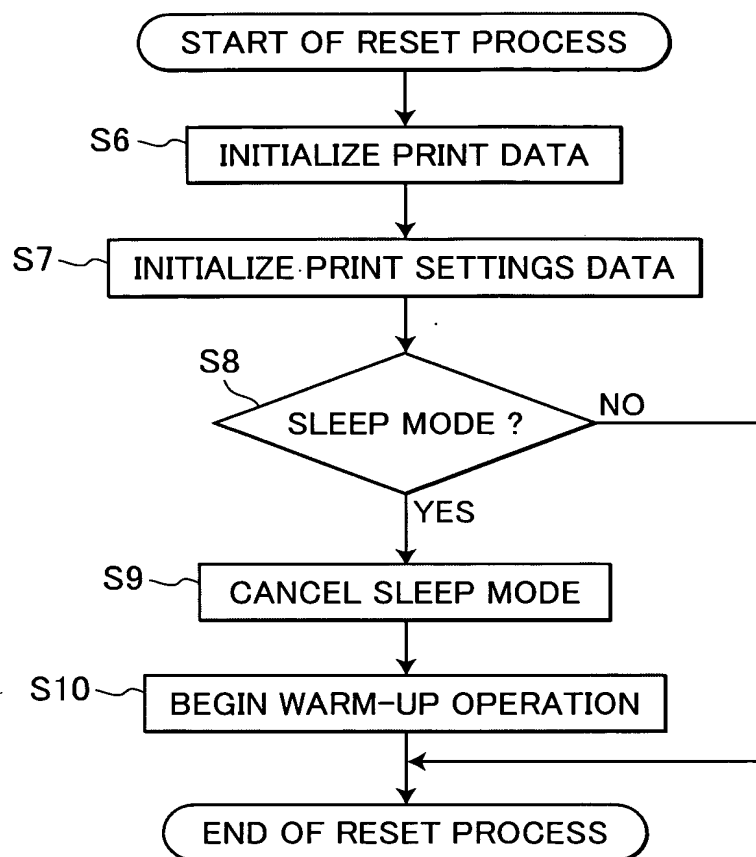 START OF RESET PROCESS
S6
INITIALIZE PRINT DATA
S7
INITIALIZE PRINT SETTINGS DATA
S8
SLEEP MODE ?
NO
YES
S9
CANCEL SLEEP MODE
S10
BEGIN WARM-UP OPERATION
END OF RESET PROCESS